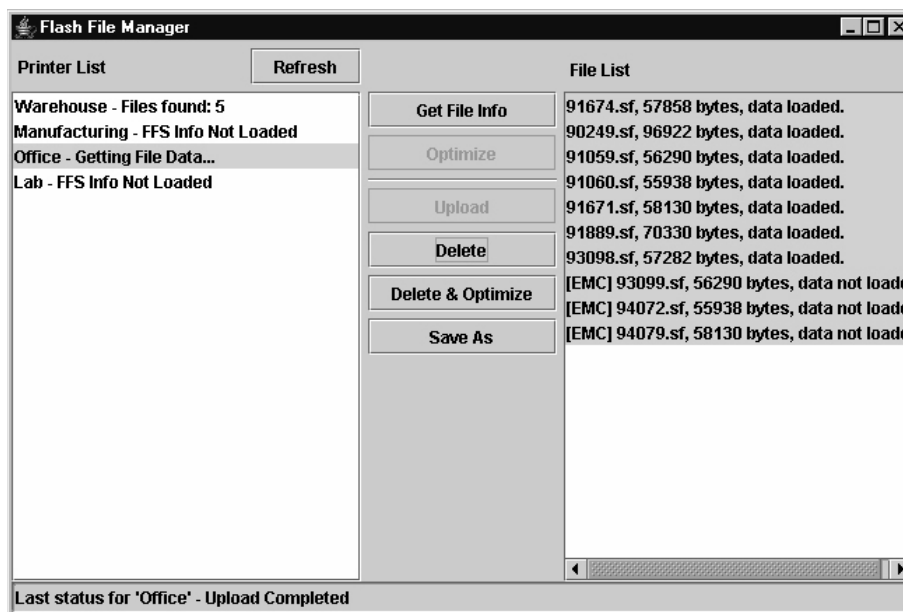 Flash File Manager
Printer List
Refresh
File List
Warehouse - Files found: 5
Manufacturing - FFS Info Not Loaded
Office - Getting File Data...
Lab - FFS Info Not Loaded
Get File Info
Optimize
Upload
Delete
Delete & Optimize
Save As
91674.sf, 57858 bytes, data loaded.
90249.sf, 96922 bytes, data loaded.
91059.sf, 56290 bytes, data loaded.
91060.sf, 55938 bytes, data loaded.
91671.sf, 58130 bytes, data loaded.
91889.sf, 70330 bytes, data loaded.
93098.sf, 57282 bytes, data loaded.
[EMC] 93099.sf, 56290 bytes, data not loade
[EMC] 94072.sf, 55938 bytes, data not loade
[EMC] 94079.sf, 58130 bytes, data not loade
Last status for 'Office' - Upload Completed